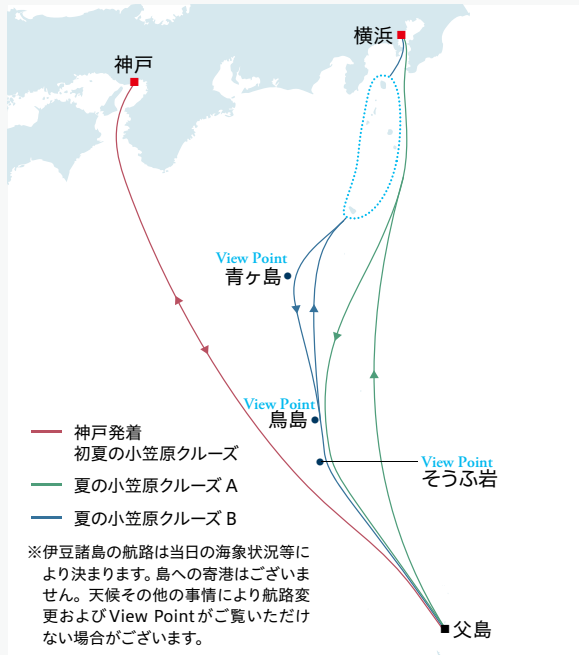 横浜
神戸
View Point
青ヶ島
View Point
鳥島
View Point
そうふ岩
神戸発着
初夏の小笠原クルーズ
夏の小笠原クルーズ A
夏の小笠原クルーズ B
※伊豆諸島の航路は当日の海象状況等に
より決まります。島への寄港はございま
せん。天候その他の事情により航路変
更およびView Pointがご覧いただけ
ない場合がございます。
父島